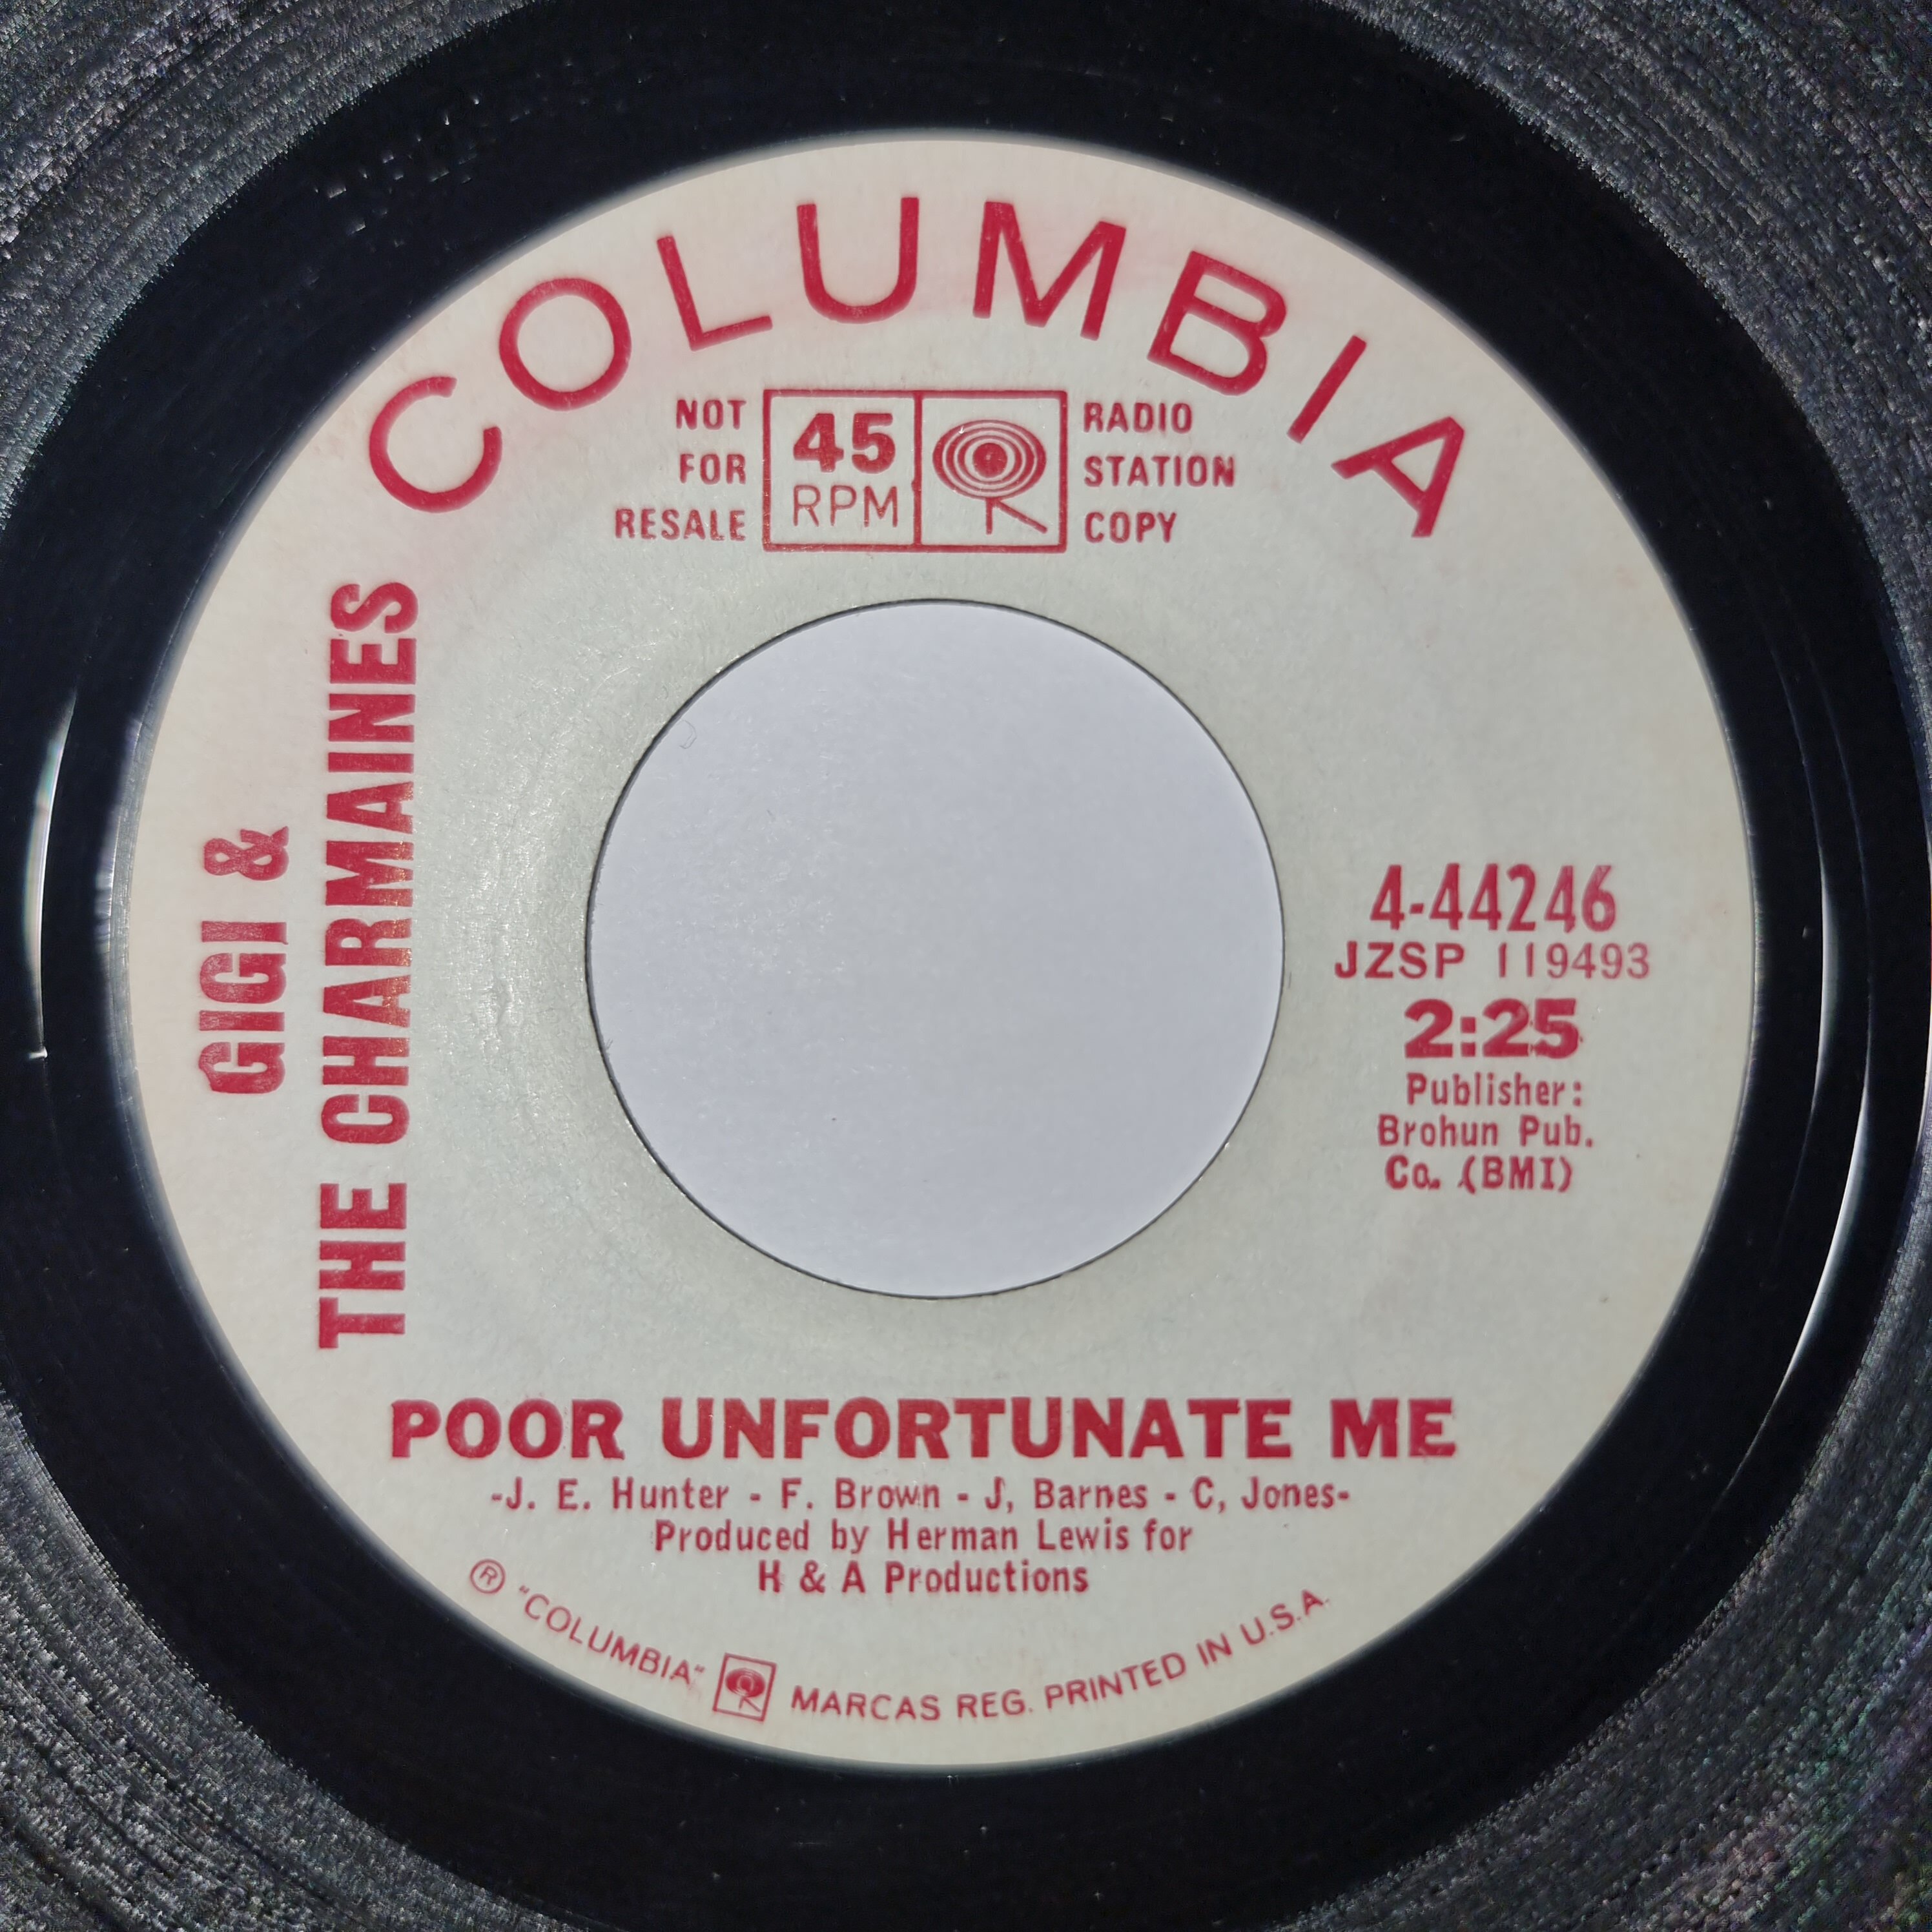 COLUMBIA
NOT
FOR
RESALE
45
RPM
RADIO
STATION
COPY
GIGI &
THE CHARMAINES
4-44246
JZSP 119493
2:25
Publisher:
Brohun Pub.
Co. (BMI)
POOR UNFORTUNATE ME
-J. E. Hunter - F. Brown - J, Barnes - C, Jones-
Produced by Herman Lewis for
H & A Productions
® "COLUMBIA" MARCAS REG. PRINTED IN U.S.A.